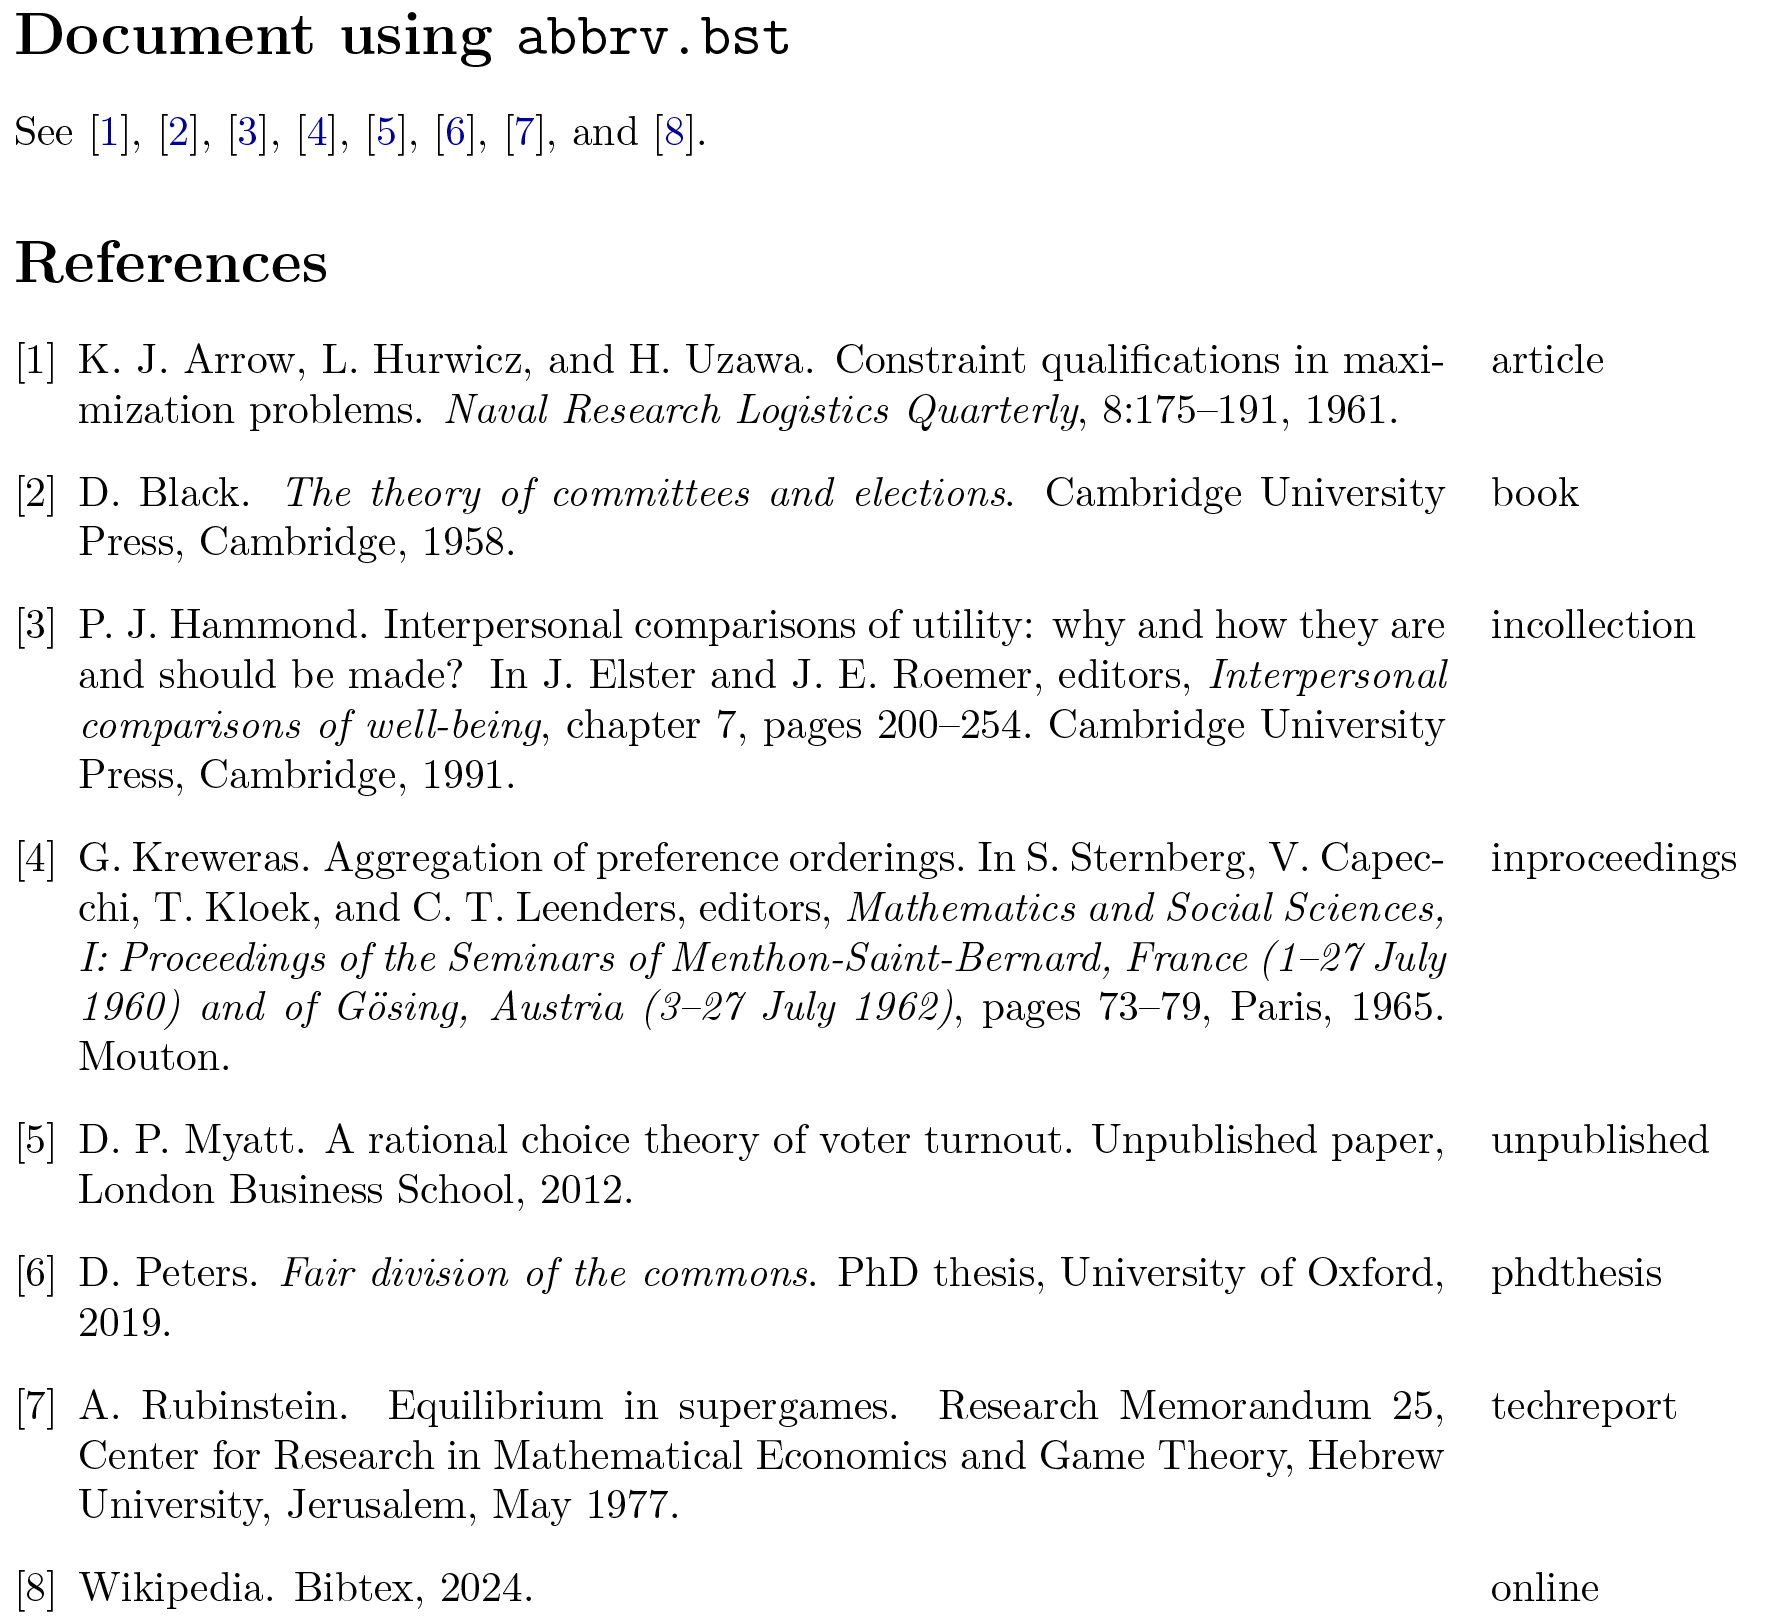 Document using abbrv.bst
See [1], [2], [3], [4], [5], [6], [7], and [8].
References
[1] K. J. Arrow, L. Hurwicz, and H. Uzawa. Constraint qualifications in maxi- article
mization problems. Naval Research Logistics Quarterly, 8:175–191, 1961.
[2] D. Black. The theory of committees and elections. Cambridge University book
Press, Cambridge, 1958.
[3] P. J. Hammond. Interpersonal comparisons of utility: why and how they are incollection
and should be made? In J. Elster and J. E. Roemer, editors, Interpersonal
comparisons of well-being, chapter 7, pages 200–254. Cambridge University
Press, Cambridge, 1991.
[4] G. Kreweras. Aggregation of preference orderings. In S. Sternberg, V. Capec- inproceedings
chi, T. Kloek, and C. T. Leenders, editors, Mathematics and Social Sciences,
I: Proceedings of the Seminars of Menthon-Saint-Bernard, France (1–27 July
1960) and of Gösing, Austria (3–27 July 1962), pages 73–79, Paris, 1965.
Mouton.
[5] D. P. Myatt. A rational choice theory of voter turnout. Unpublished paper, unpublished
London Business School, 2012.
[6] D. Peters. Fair division of the commons. PhD thesis, University of Oxford, phdthesis
2019.
[7] A. Rubinstein. Equilibrium in supergames. Research Memorandum 25, techreport
Center for Research in Mathematical Economics and Game Theory, Hebrew
University, Jerusalem, May 1977.
[8] Wikipedia. Bibtex, 2024. online